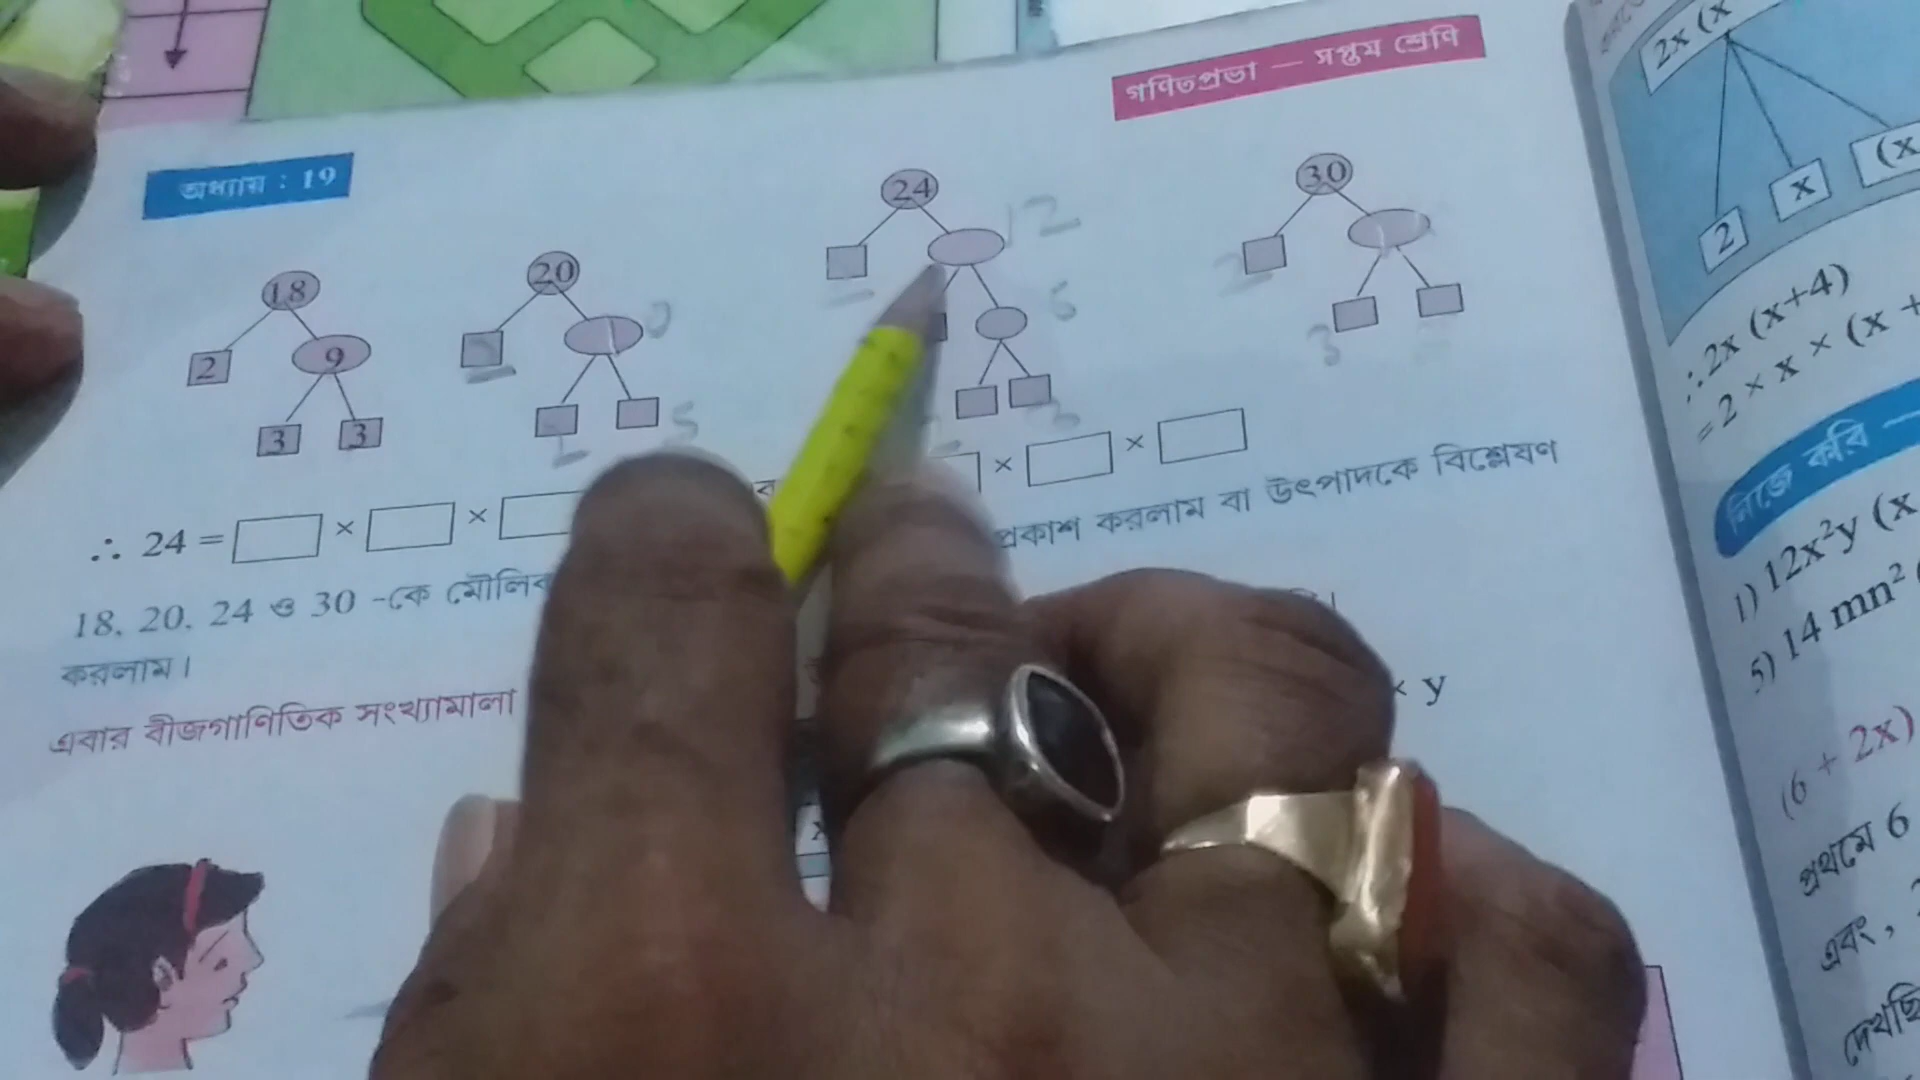 গণিতপ্রভা — সপ্তম শ্রেণি
অধ্যায় : 19
18
2 9
3 3
20
5
24
12
6
3
30
3
× ×
∴ 24 = × ×
প্রকাশ করলাম বা উৎপাদকে বিশ্লেষণ
18, 20, 24 ও 30 -কে
করলাম।
এবার বীজগাণিতিক সংখ্যামালা
× y
x
2x (x
2 x (x
∴ 2x (x+4)
= 2 × x × (x +
নিজে করি —
1) 12x²y (x
5) 14 mn²
(6 + 2x)
প্রথমে 6
এবং,